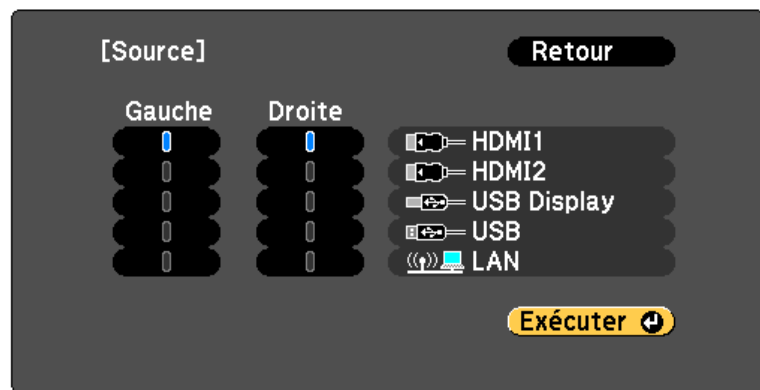 [Source] Retour
Gauche Droite
HDMI1
HDMI2
USB Display
USB
LAN
Exécuter